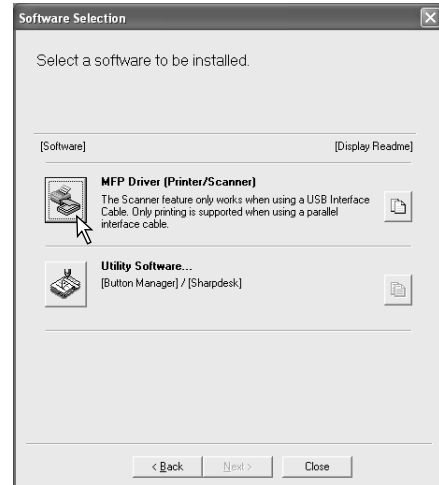 Software Selection
Select a software to be installed.
[Software] [Display Readme]
MFP Driver (Printer/Scanner)
The Scanner feature only works when using a USB Interface
Cable. Only printing is supported when using a parallel
interface cable.
Utility Software...
[Button Manager] / [Sharpdesk]
< Back Next > Close